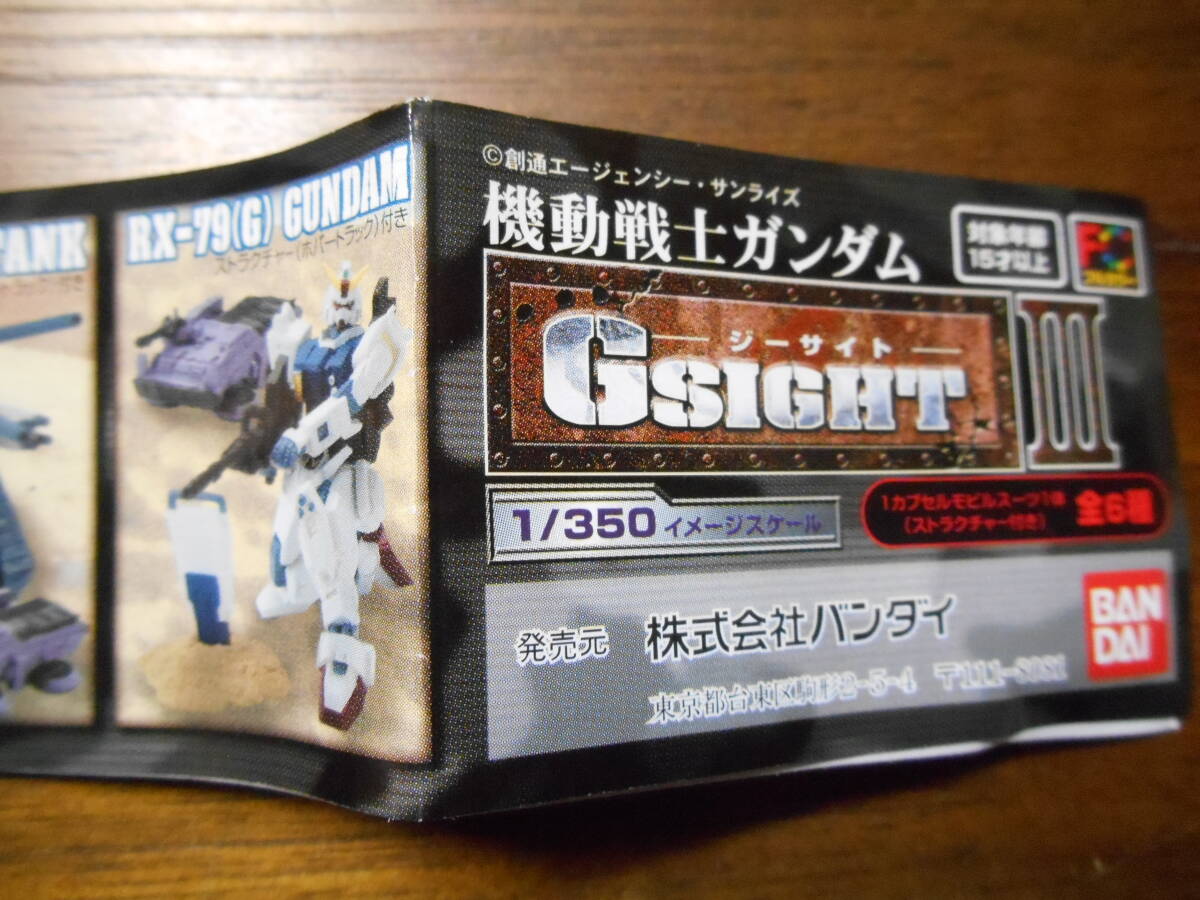 TANK
RX-79(G) GUNDAM
ストラクチャー(ホバートラック)付き
©創通エージェンシー・サンライズ
機動戦士ガンダム
対象年齢
15才以上
ジーサイト
GSIGHT
III
1/350 イメージスケール
1カプセルモビルスーツ1体
(ストラクチャー付き)
全6種
発売元 株式会社バンダイ
東京都台東区駒形2-5-4 〒111-8081
BAN
DAI